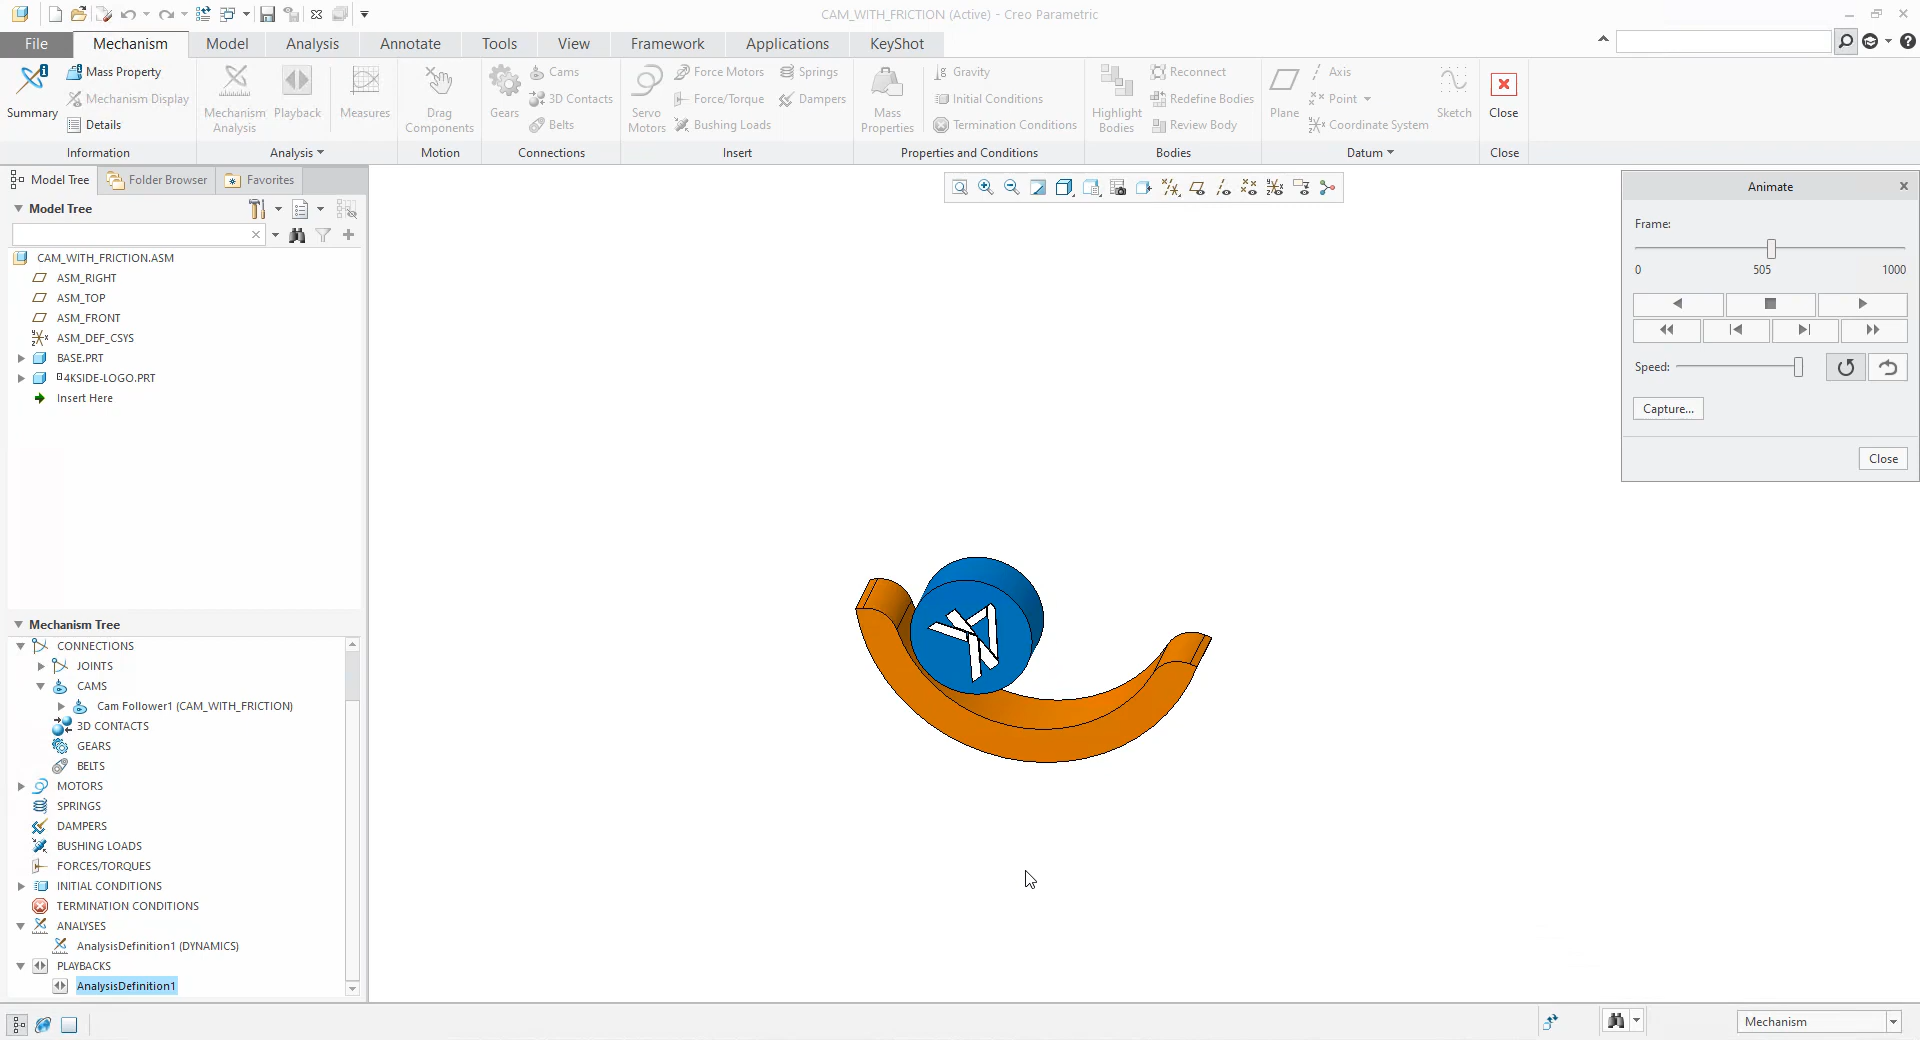 CAM_WITH_FRICTION (Active) - Creo Parametric
File Mechanism Model Analysis Annotate Tools View Framework Applications KeyShot
Summary
Mass Property
Mechanism Display
Details
Information
Mechanism Analysis
Playback
Measures
Analysis
Drag Components
Motion
Gears
Cams
3D Contacts
Belts
Connections
Servo Motors
Force Motors
Force/Torque
Bushing Loads
Springs
Dampers
Insert
Mass Properties
Gravity
Initial Conditions
Termination Conditions
Properties and Conditions
Highlight Bodies
Reconnect
Redefine Bodies
Review Body
Bodies
Plane
Axis
Point
Coordinate System
Sketch
Datum
Close
Close
Model Tree Folder Browser Favorites
Model Tree
CAM_WITH_FRICTION.ASM
ASM_RIGHT
ASM_TOP
ASM_FRONT
ASM_DEF_CSYS
BASE.PRT
4KSIDE-LOGO.PRT
Insert Here
Mechanism Tree
CONNECTIONS
JOINTS
CAMS
Cam Follower1 (CAM_WITH_FRICTION)
3D CONTACTS
GEARS
BELTS
MOTORS
SPRINGS
DAMPERS
BUSHING LOADS
FORCES/TORQUES
INITIAL CONDITIONS
TERMINATION CONDITIONS
ANALYSES
AnalysisDefinition1 (DYNAMICS)
PLAYBACKS
AnalysisDefinition1
Animate
Frame:
0 505 1000
Speed:
Capture...
Close
Mechanism